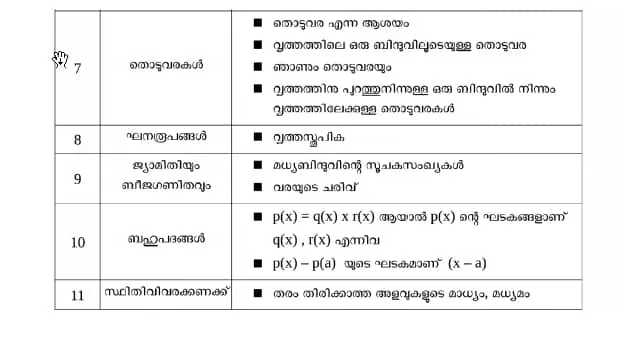 ■ തൊടുവര എന്ന ആശയം
■ വൃത്തത്തിലെ ഒരു ബിന്ദുവിലൂടെയുള്ള തൊടുവര
7 തൊടുവരകൾ ■ ഞാണും തൊടുവരയും
■ വൃത്തത്തിനു പുറത്തുനിന്നുള്ള ഒരു ബിന്ദുവിൽ നിന്നും
വൃത്തത്തിലേക്കുള്ള തൊടുവരകൾ
8 ഘനരൂപങ്ങൾ ■ വൃത്തസ്തൂപിക
9 ജ്യാമിതിയും ■ മധ്യബിന്ദുവിന്റെ സൂചകസംഖ്യകൾ
ബീജഗണിതവും ■ വരയുടെ ചരിവ്
■ p(x) = q(x) x r(x) ആയാൽ p(x) ന്റെ ഘടകങ്ങളാണ്
10 ബഹുപദങ്ങൾ q(x) , r(x) എന്നിവ
■ p(x) – p(a) യുടെ ഘടകമാണ് (x – a)
11 സ്ഥിതിവിവരക്കണക്ക് ■ തരം തിരിക്കാത്ത അളവുകളുടെ മാധ്യം, മധ്യമം